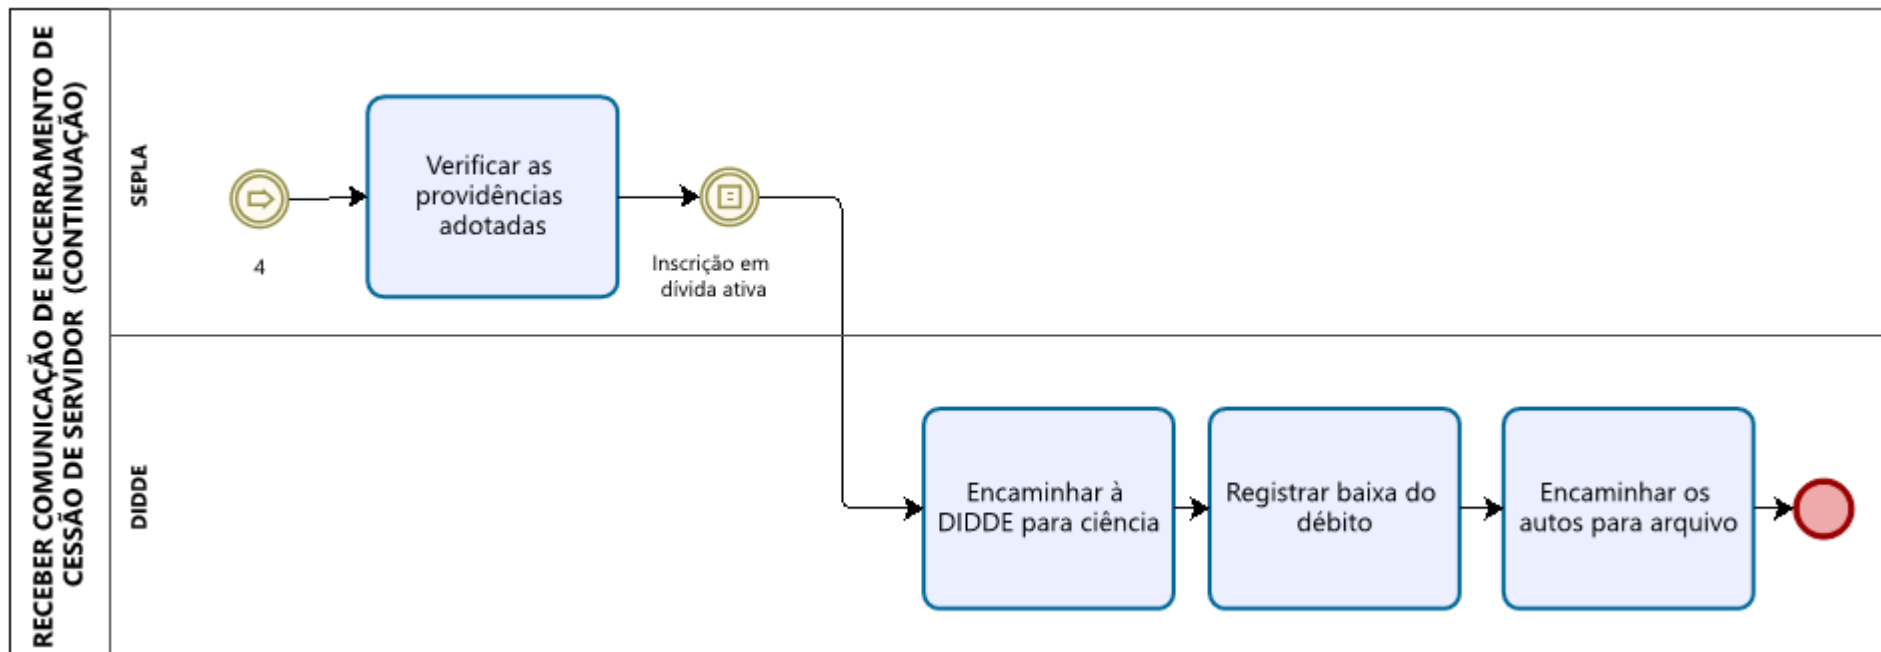 RECEBER COMUNICAÇÃO DE ENCERERAMENTO DE
CESSÃO DE SERVIDOR (CONTINUAÇÃO)
SEPLA
4
Verificar as
providências
adotadas
Inscrição em
dívida ativa
DIDDE
Encaminhar à
DIDDE para ciência
Registrar baixa do
débito
Encaminhar os
autos para arquivo